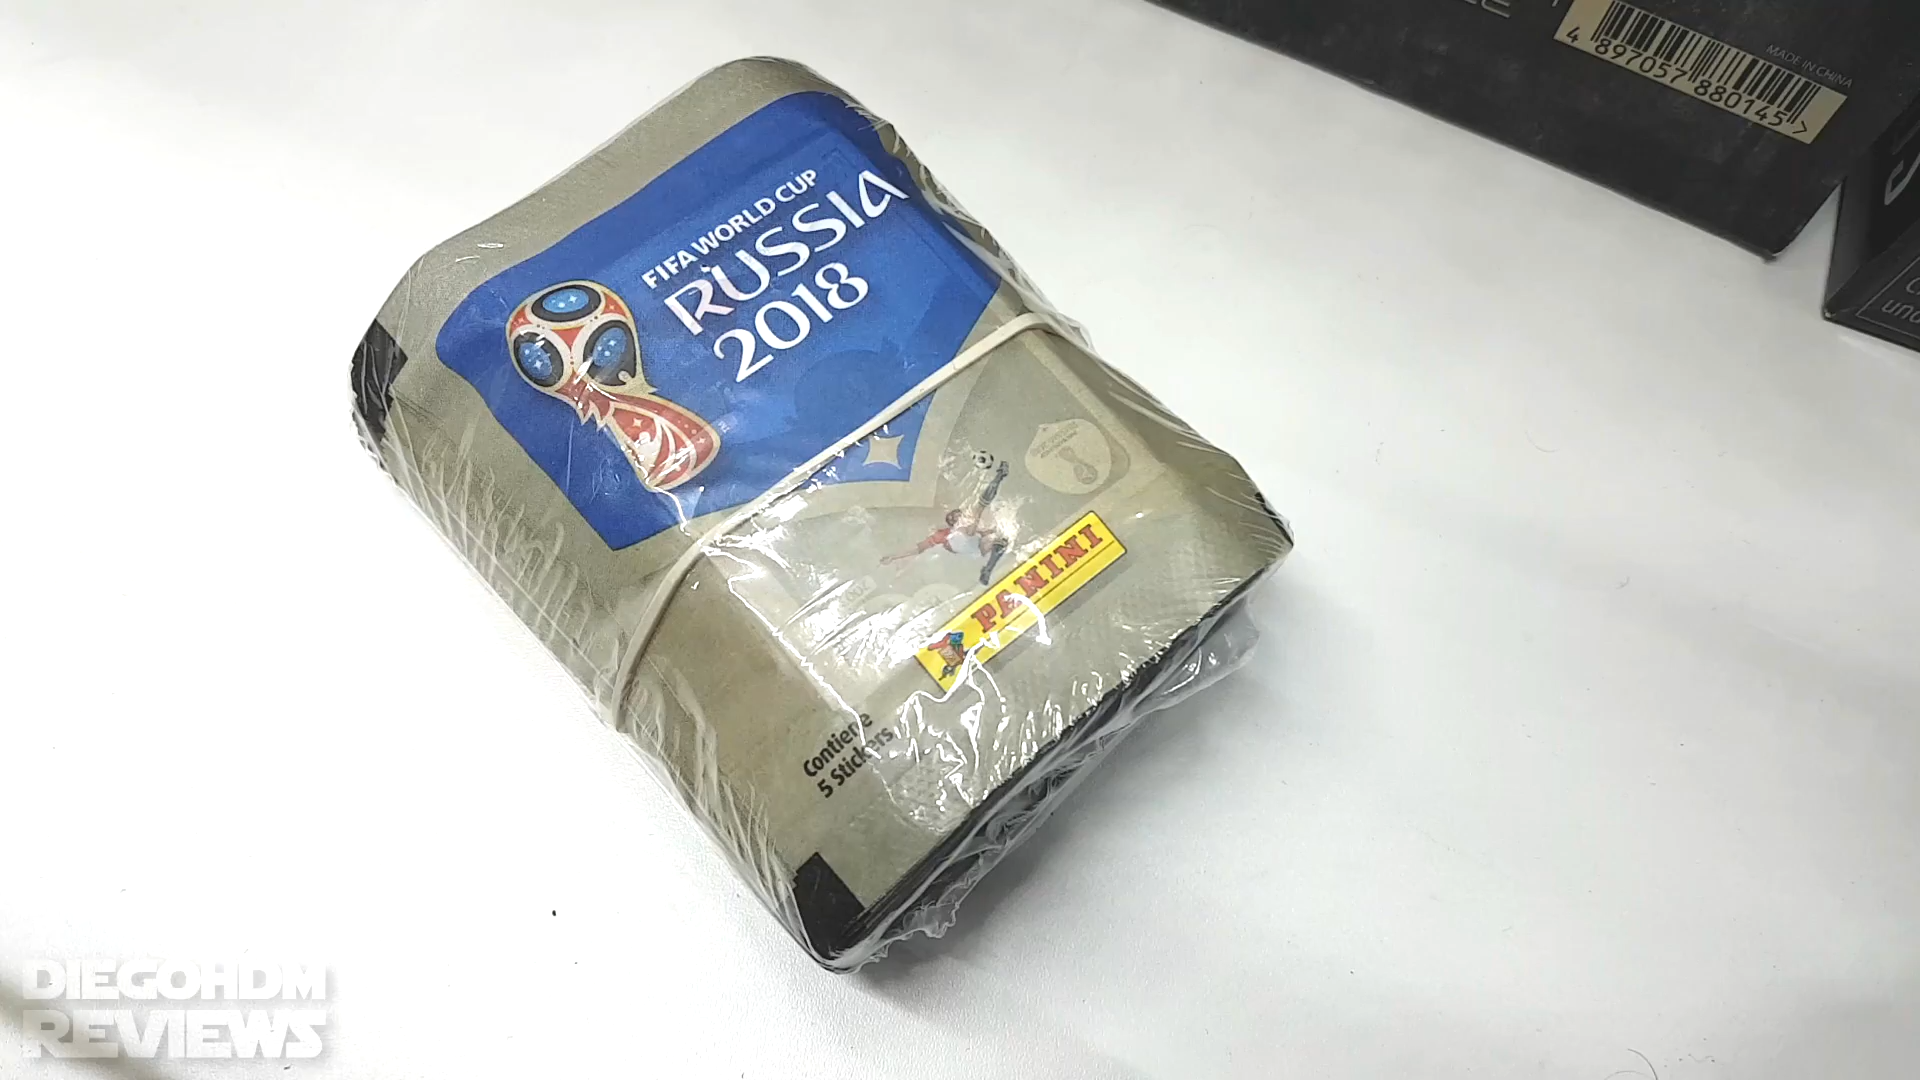 FIFA WORLD CUP
RUSSIA
2018
PANINI
Contiene
5 Stickers
4 897057 880145 >
MADE IN CHINA
DIEGOHDM
REVIEWS